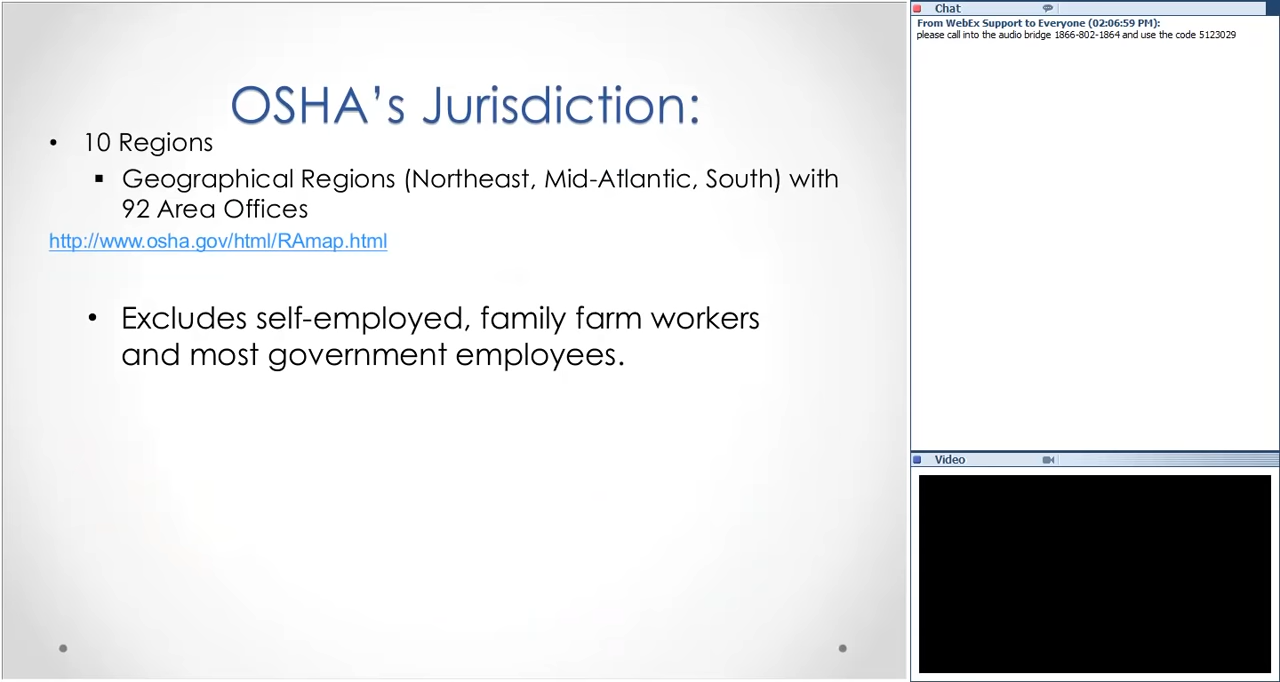 OSHA's Jurisdiction:
• 10 Regions
▪ Geographical Regions (Northeast, Mid-Atlantic, South) with
92 Area Offices
http://www.osha.gov/html/RAmap.html
• Excludes self-employed, family farm workers
and most government employees.
Chat
From WebEx Support to Everyone (02:06:59 PM):
please call into the audio bridge 1866-802-1864 and use the code 5123029
Video